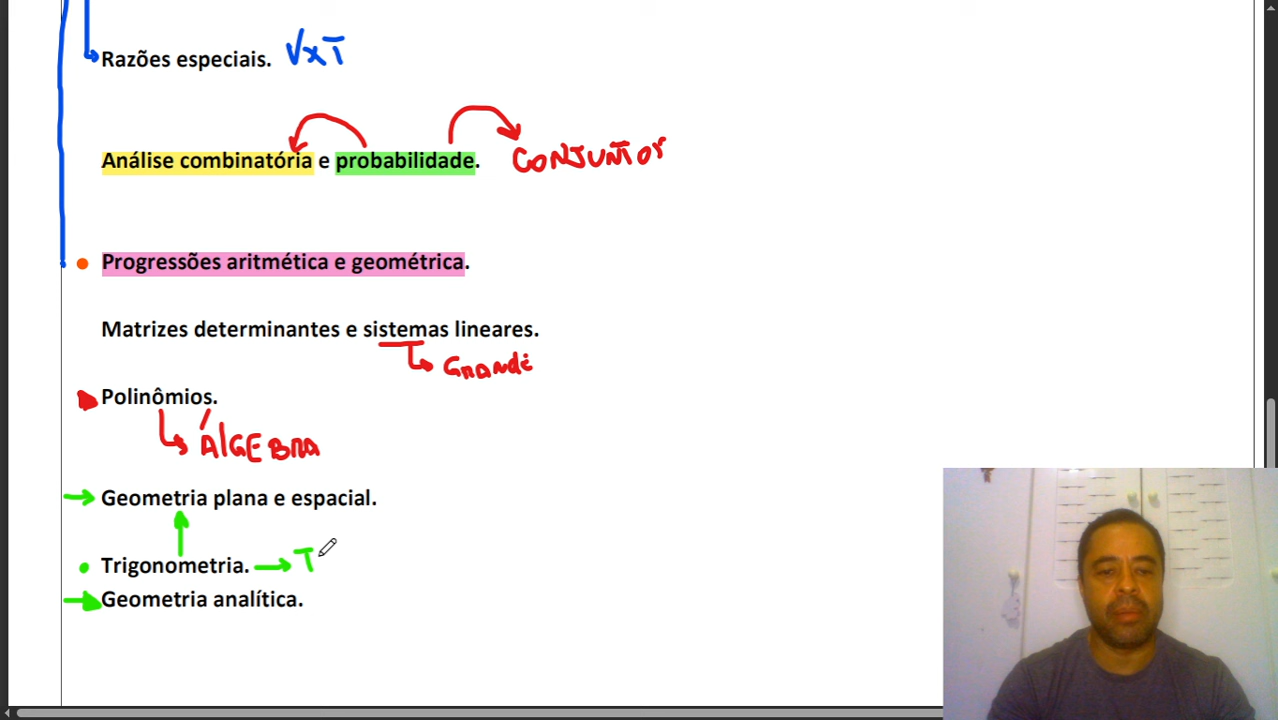 Razões especiais. VxT
Análise combinatória e probabilidade. CONJUNTOS
Progressões aritmética e geométrica.
Matrizes determinantes e sistemas lineares.
GRANDE
Polinômios.
ÁLGEBRA
Geometria plana e espacial.
Trigonometria. T
Geometria analítica.